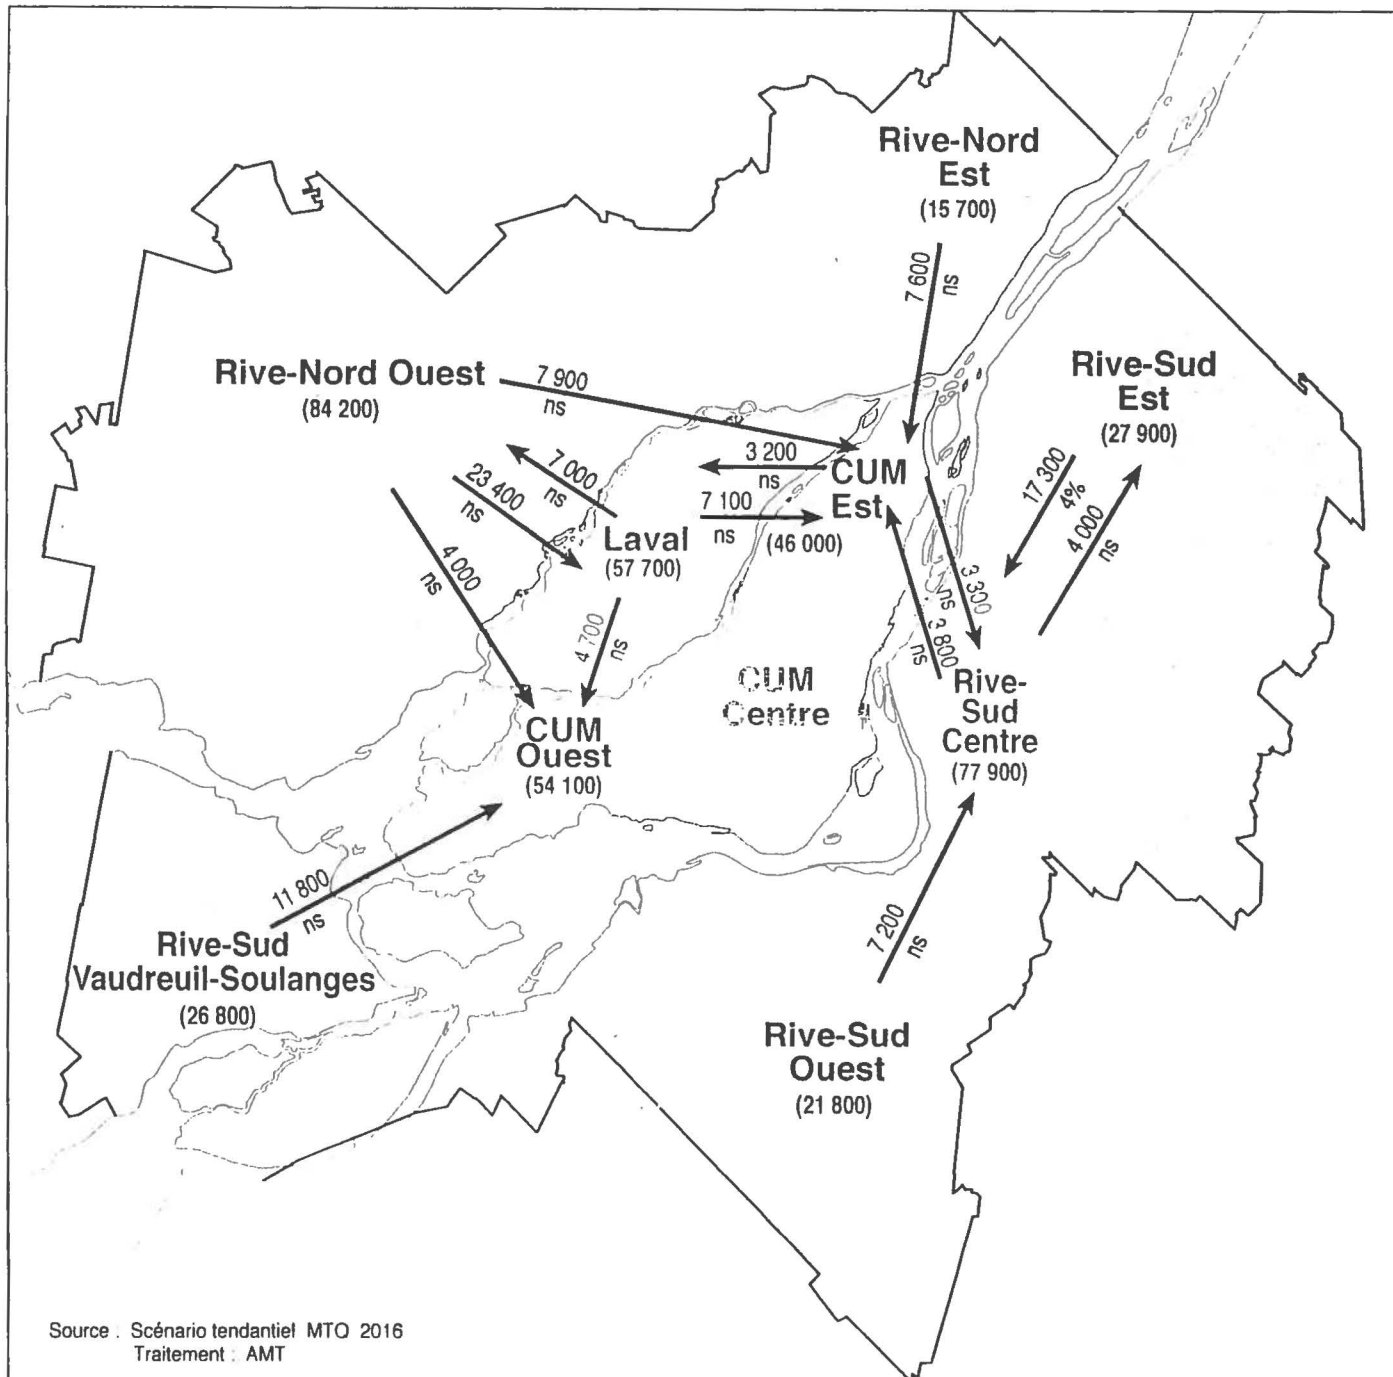 Rive-Nord
Est
(15 700)
7 600
ns
Rive-Nord Ouest
(84 200)
7 900
ns
Rive-Sud
Est
(27 900)
17 300
4%
4 000
ns
3 200
ns
CUM
Est
(46 000)
7 100
ns
7 000
ns
23 400
ns
Laval
(57 700)
4 000
ns
4 700
ns
3 300
ns
3 800
ns
CUM
Centre
Rive-
Sud
Centre
(77 900)
CUM
Ouest
(54 100)
11 800
ns
Rive-Sud
Vaudreuil-Soulanges
(26 800)
7 200
ns
Rive-Sud
Ouest
(21 800)
Source : Scénario tendantiel MTQ 2016
Traitement : AMT